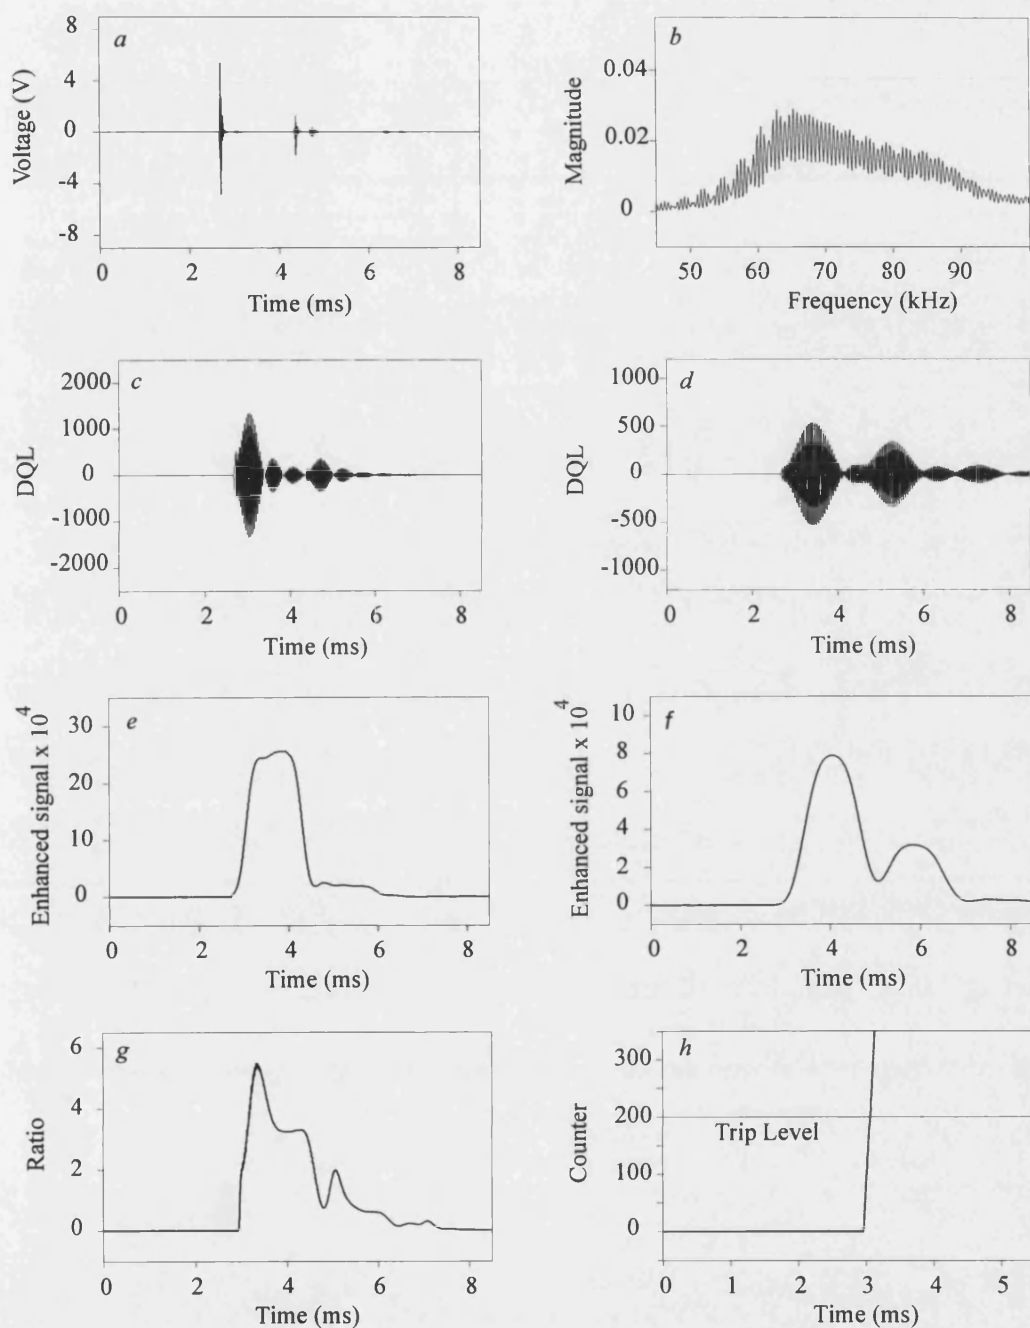 a
Voltage (V)
8
4
0
-4
-8
0 2 4 6 8
Time (ms)
b
Magnitude
0.04
0.02
0
50 60 70 80 90
Frequency (kHz)
c
DQL
2000
1000
0
-1000
-2000
0 2 4 6 8
Time (ms)
d
DQL
1000
500
0
-500
-1000
0 2 4 6 8
Time (ms)
e
Enhanced signal x 10^4
30
20
10
0
0 2 4 6 8
Time (ms)
f
Enhanced signal x 10^4
10
8
6
4
2
0
0 2 4 6 8
Time (ms)
g
Ratio
6
4
2
0
0 2 4 6 8
Time (ms)
h
Counter
300
200
100
0
Trip Level
0 1 2 3 4 5
Time (ms)